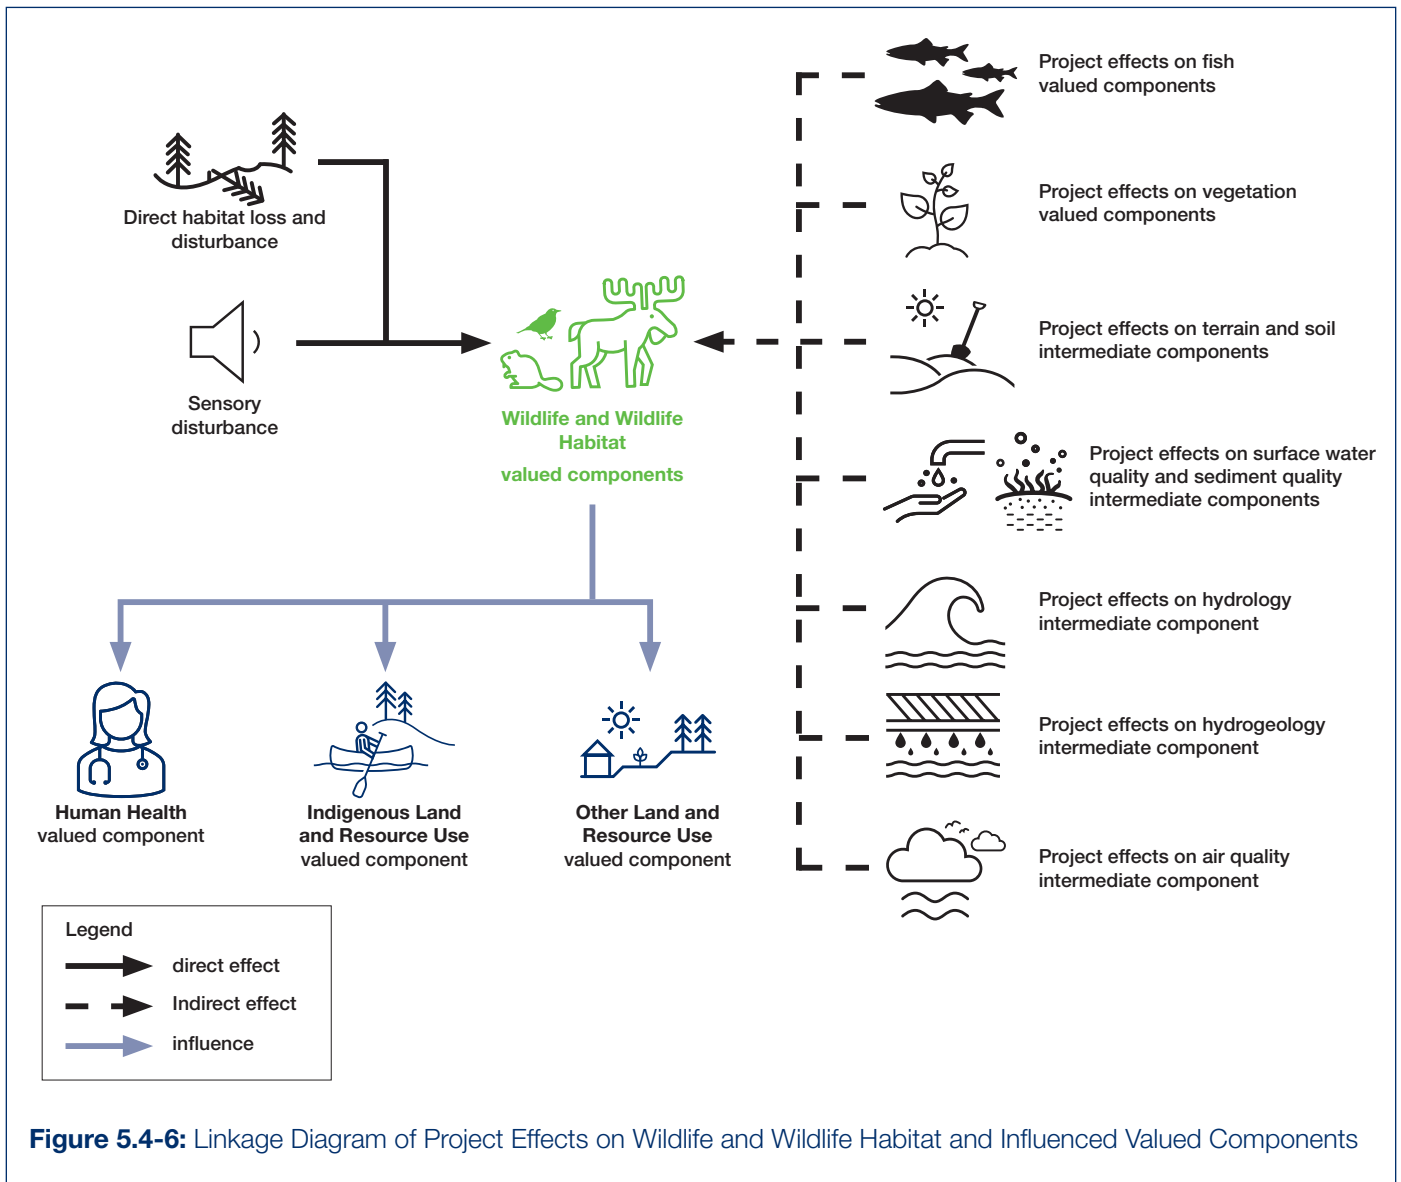 Project effects on fish
valued components
Direct habitat loss and
disturbance
Project effects on vegetation
valued components
Sensory
disturbance
Wildlife and Wildlife
Habitat
valued components
Project effects on terrain and soil
intermediate components
Project effects on surface water
quality and sediment quality
intermediate components
Project effects on hydrology
intermediate component
Project effects on hydrogeology
intermediate component
Project effects on air quality
intermediate component
Human Health
valued component
Indigenous Land
and Resource Use
valued component
Other Land and
Resource Use
valued component
Legend
direct effect
Indirect effect
influence
Figure 5.4-6: Linkage Diagram of Project Effects on Wildlife and Wildlife Habitat and Influenced Valued Components